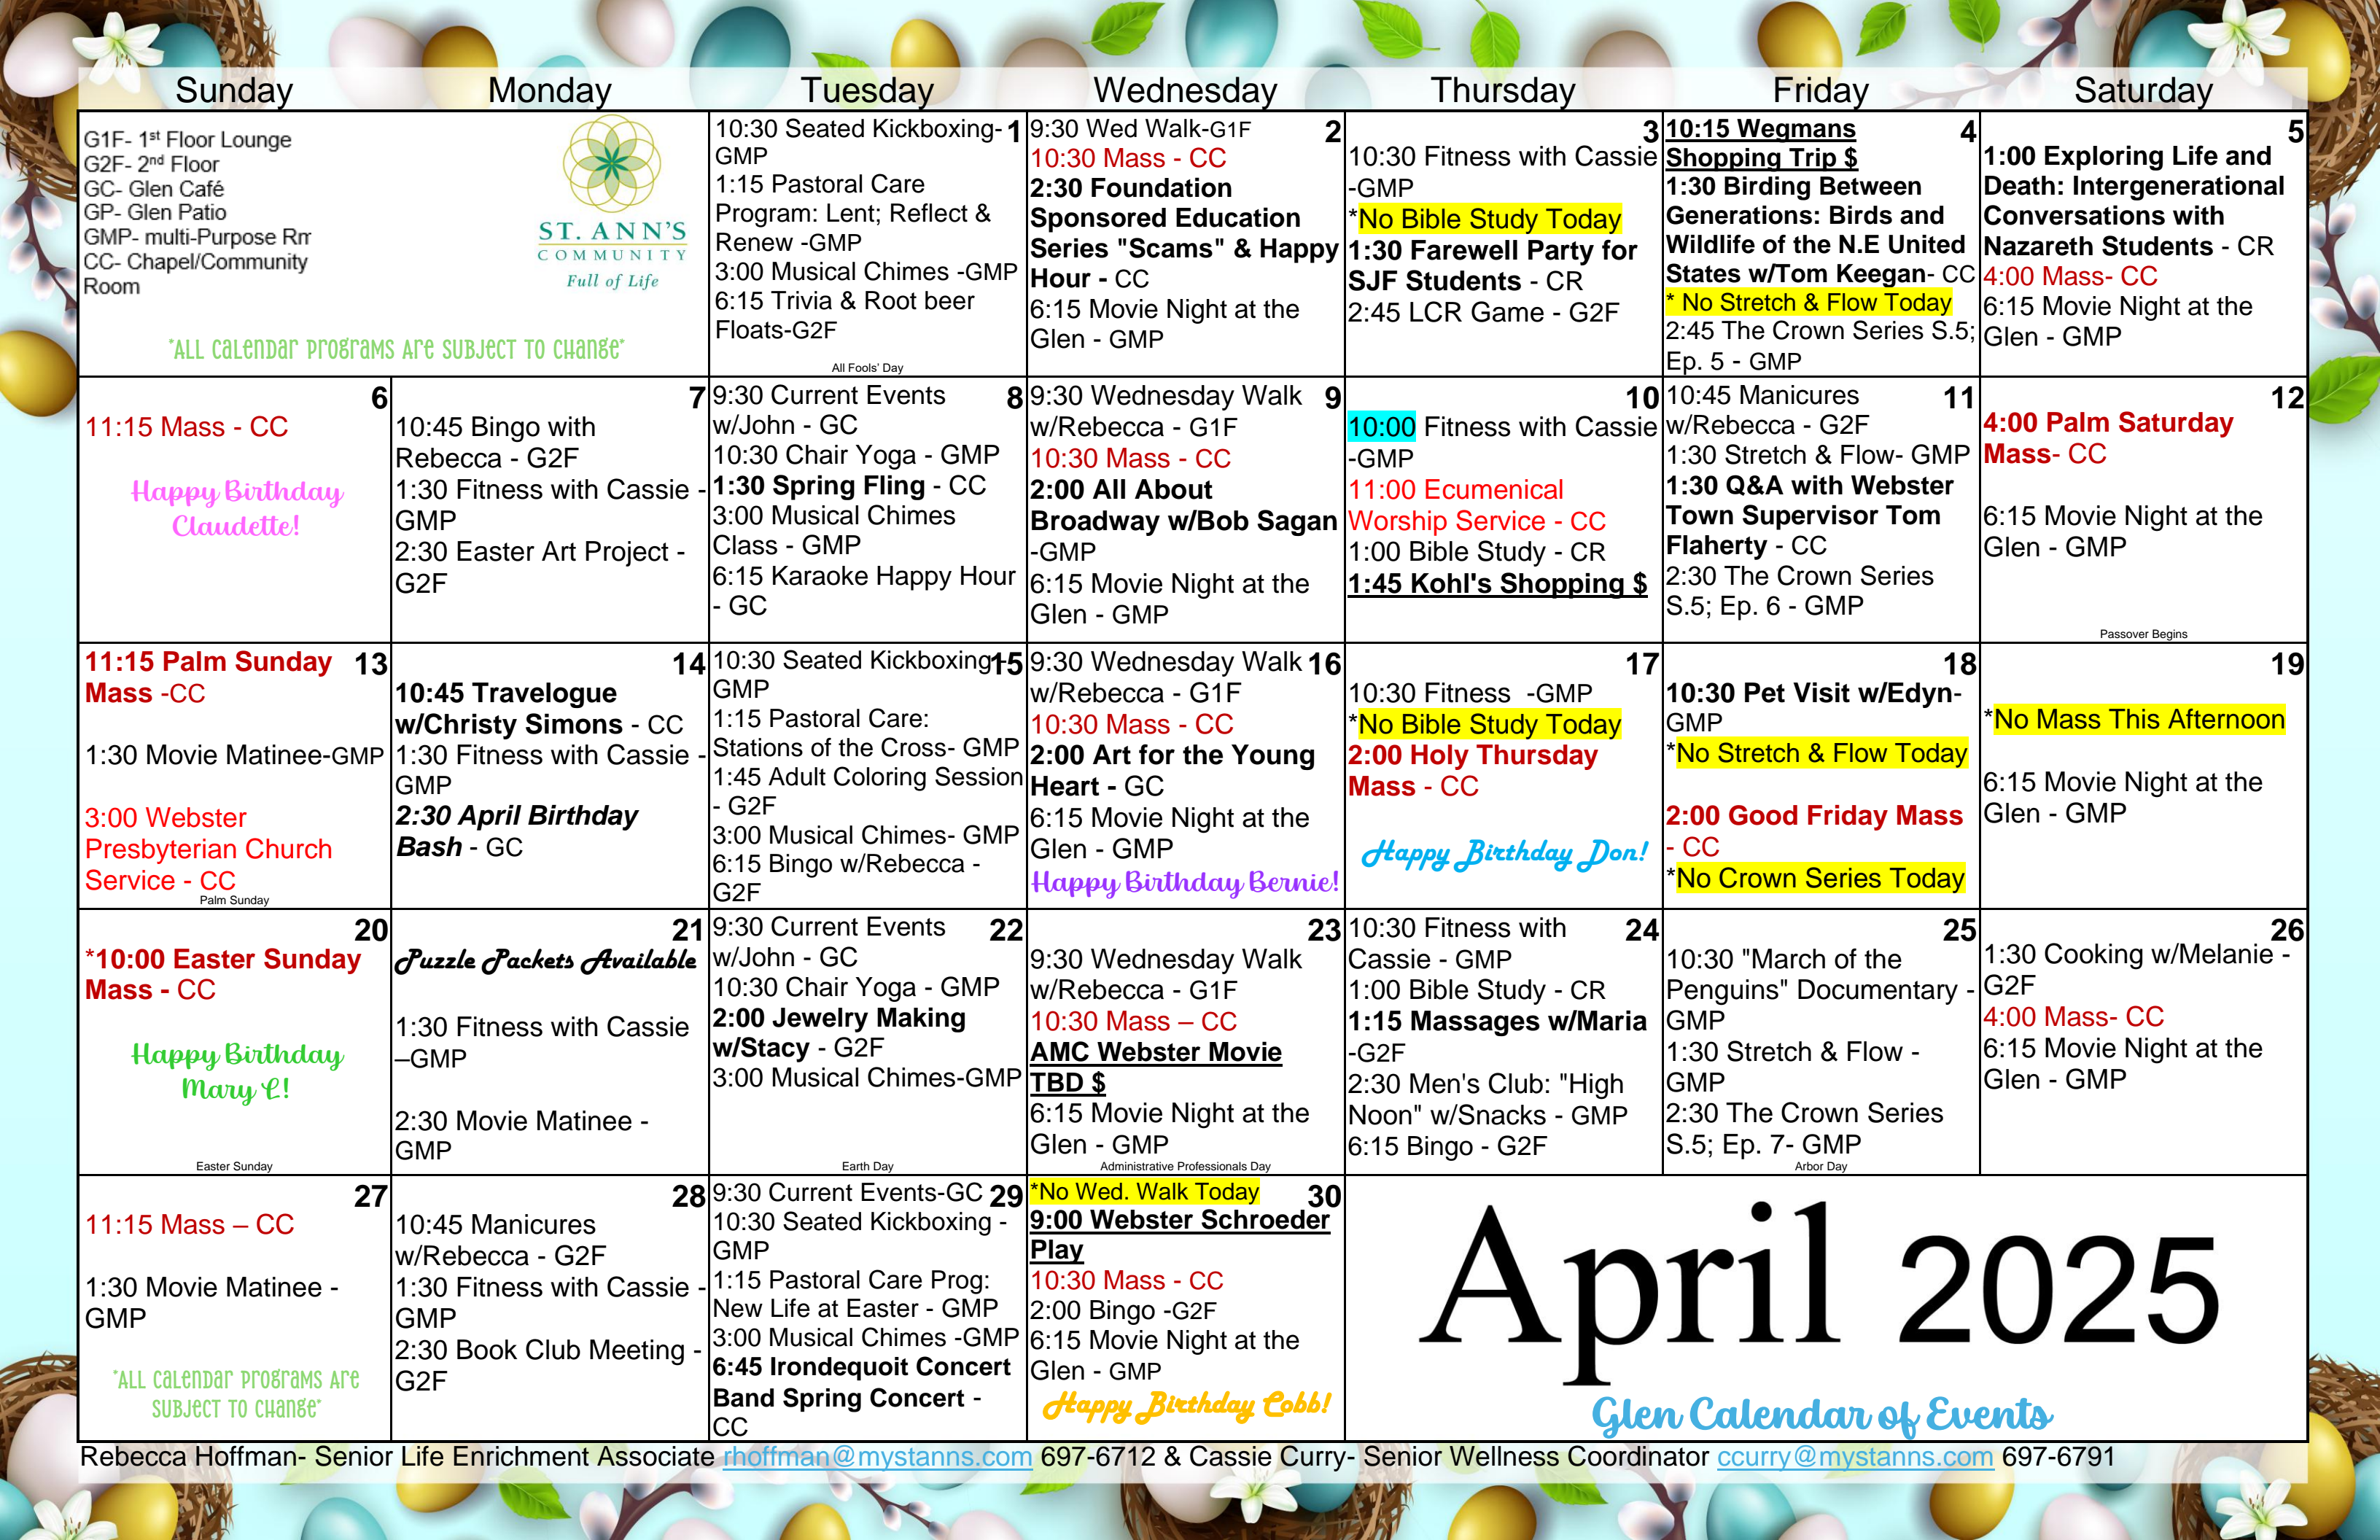 Sunday Monday Tuesday Wednesday Thursday Friday Saturday
G1F- 1st Floor Lounge
G2F- 2nd Floor
GC- Glen Café
GP- Glen Patio
GMP- multi-Purpose Rm
CC- Chapel/Community
Room
ST. ANN'S
COMMUNITY
Full of Life
*ALL calendar programs are subject to change*
1
10:30 Seated Kickboxing-
GMP
1:15 Pastoral Care
Program: Lent; Reflect &
Renew -GMP
3:00 Musical Chimes -GMP
6:15 Trivia & Root beer
Floats-G2F
All Fools' Day
2
9:30 Wed Walk-G1F
10:30 Mass - CC
2:30 Foundation
Sponsored Education
Series "Scams" & Happy
Hour - CC
6:15 Movie Night at the
Glen - GMP
3
10:30 Fitness with Cassie
-GMP
*No Bible Study Today
1:30 Farewell Party for
SJF Students - CR
2:45 LCR Game - G2F
4
10:15 Wegmans
Shopping Trip $
1:30 Birding Between
Generations: Birds and
Wildlife of the N.E United
States w/Tom Keegan- CC
* No Stretch & Flow Today
2:45 The Crown Series S.5;
Ep. 5 - GMP
5
1:00 Exploring Life and
Death: Intergenerational
Conversations with
Nazareth Students - CR
4:00 Mass- CC
6:15 Movie Night at the
Glen - GMP
6
11:15 Mass - CC
Happy Birthday
Claudette!
7
10:45 Bingo with
Rebecca - G2F
1:30 Fitness with Cassie -
GMP
2:30 Easter Art Project -
G2F
8
9:30 Current Events
w/John - GC
10:30 Chair Yoga - GMP
1:30 Spring Fling - CC
3:00 Musical Chimes
Class - GMP
6:15 Karaoke Happy Hour
- GC
9
9:30 Wednesday Walk
w/Rebecca - G1F
10:30 Mass - CC
2:00 All About
Broadway w/Bob Sagan
-GMP
6:15 Movie Night at the
Glen - GMP
10
10:00 Fitness with Cassie
-GMP
11:00 Ecumenical
Worship Service - CC
1:00 Bible Study - CR
1:45 Kohl's Shopping $
11
10:45 Manicures
w/Rebecca - G2F
1:30 Stretch & Flow- GMP
1:30 Q&A with Webster
Town Supervisor Tom
Flaherty - CC
2:30 The Crown Series
S.5; Ep. 6 - GMP
12
4:00 Palm Saturday
Mass- CC
6:15 Movie Night at the
Glen - GMP
Passover Begins
13
11:15 Palm Sunday
Mass -CC
1:30 Movie Matinee-GMP
3:00 Webster
Presbyterian Church
Service - CC
Palm Sunday
14
10:45 Travelogue
w/Christy Simons - CC
1:30 Fitness with Cassie -
GMP
2:30 April Birthday
Bash - GC
15
10:30 Seated Kickboxing-
GMP
1:15 Pastoral Care:
Stations of the Cross- GMP
1:45 Adult Coloring Session
- G2F
3:00 Musical Chimes- GMP
6:15 Bingo w/Rebecca -
G2F
16
9:30 Wednesday Walk
w/Rebecca - G1F
10:30 Mass - CC
2:00 Art for the Young
Heart - GC
6:15 Movie Night at the
Glen - GMP
Happy Birthday Bernie!
17
10:30 Fitness -GMP
*No Bible Study Today
2:00 Holy Thursday
Mass - CC
Happy Birthday Don!
18
10:30 Pet Visit w/Edyn-
GMP
*No Stretch & Flow Today
2:00 Good Friday Mass
- CC
*No Crown Series Today
19
*No Mass This Afternoon
6:15 Movie Night at the
Glen - GMP
20
*10:00 Easter Sunday
Mass - CC
Happy Birthday
Mary L!
Easter Sunday
21
Puzzle Packets Available
1:30 Fitness with Cassie
–GMP
2:30 Movie Matinee -
GMP
22
9:30 Current Events
w/John - GC
10:30 Chair Yoga - GMP
2:00 Jewelry Making
w/Stacy - G2F
3:00 Musical Chimes-GMP
Earth Day
23
9:30 Wednesday Walk
w/Rebecca - G1F
10:30 Mass – CC
AMC Webster Movie
TBD $
6:15 Movie Night at the
Glen - GMP
Administrative Professionals Day
24
10:30 Fitness with
Cassie - GMP
1:00 Bible Study - CR
1:15 Massages w/Maria
-G2F
2:30 Men's Club: "High
Noon" w/Snacks - GMP
6:15 Bingo - G2F
25
10:30 "March of the
Penguins" Documentary -
GMP
1:30 Stretch & Flow -
GMP
2:30 The Crown Series
S.5; Ep. 7- GMP
Arbor Day
26
1:30 Cooking w/Melanie -
G2F
4:00 Mass- CC
6:15 Movie Night at the
Glen - GMP
27
11:15 Mass – CC
1:30 Movie Matinee -
GMP
*ALL calendar programs are
subject to change*
28
10:45 Manicures
w/Rebecca - G2F
1:30 Fitness with Cassie -
GMP
2:30 Book Club Meeting -
G2F
29
9:30 Current Events-GC
10:30 Seated Kickboxing -
GMP
1:15 Pastoral Care Prog:
New Life at Easter - GMP
3:00 Musical Chimes -GMP
6:45 Irondequoit Concert
Band Spring Concert -
CC
30
*No Wed. Walk Today
9:00 Webster Schroeder
Play
10:30 Mass - CC
2:00 Bingo -G2F
6:15 Movie Night at the
Glen - GMP
Happy Birthday Cobb!
April 2025
Glen Calendar of Events
Rebecca Hoffman- Senior Life Enrichment Associate rhoffman@mystanns.com 697-6712 & Cassie Curry- Senior Wellness Coordinator ccurry@mystanns.com 697-6791